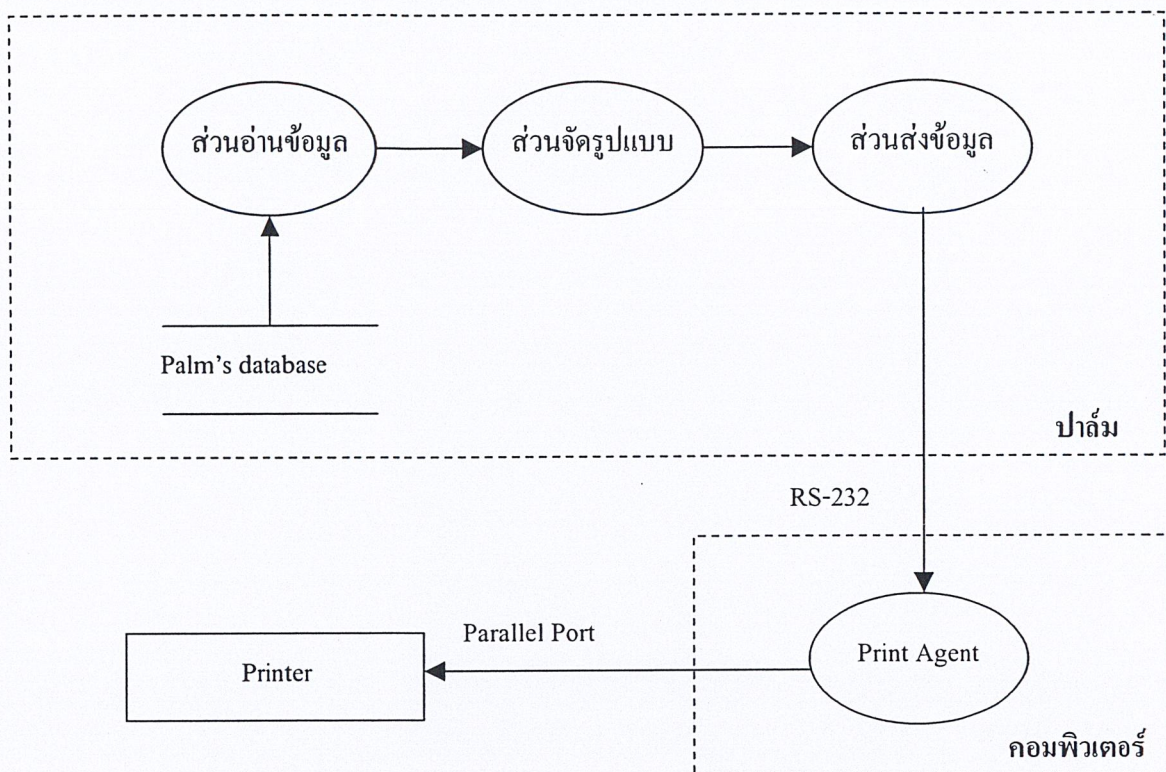 ส่วนอ่านข้อมูล
ส่วนจัดรูปแบบ
ส่วนส่งข้อมูล
Palm's database
ปาล์ม
RS-232
Parallel Port
Printer
Print Agent
คอมพิวเตอร์